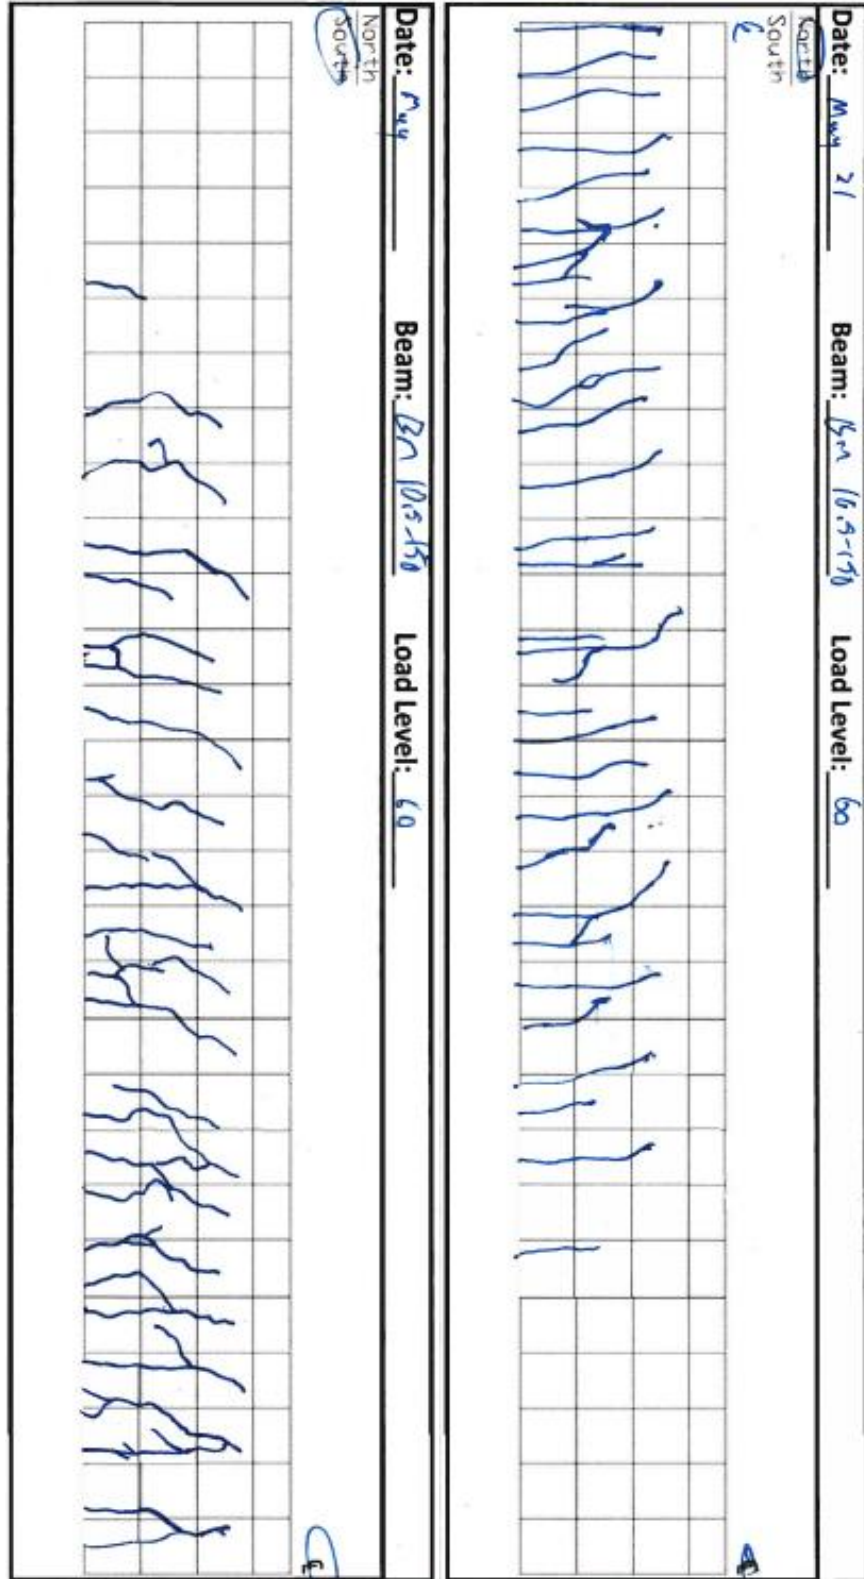 Date: May 21 Beam: Bm 10.5-150 Load Level: 60
North
South
Date: May Beam: Bm 10.5-150 Load Level: 60
North
South